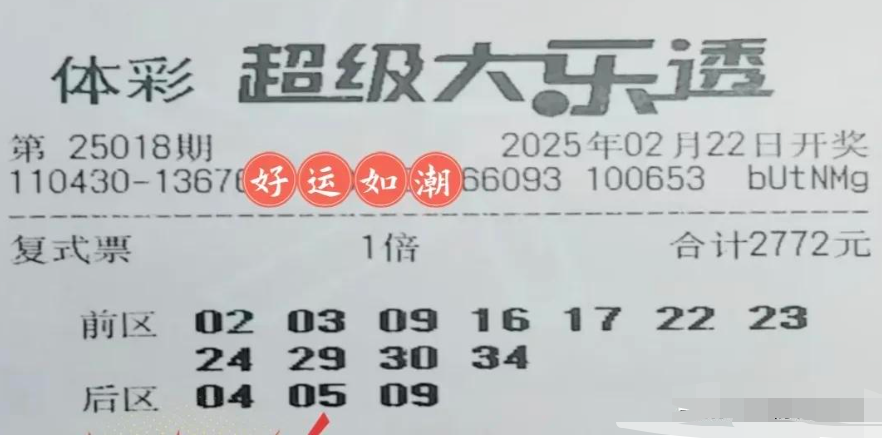 体彩 超级大乐透
第 25018期 2025年02月22日开奖
110430-1367 好运如潮 66093 100653 bUtNMg
复式票 1倍 合计2772元
前区 02 03 09 16 17 22 23
24 29 30 34
后区 04 05 09